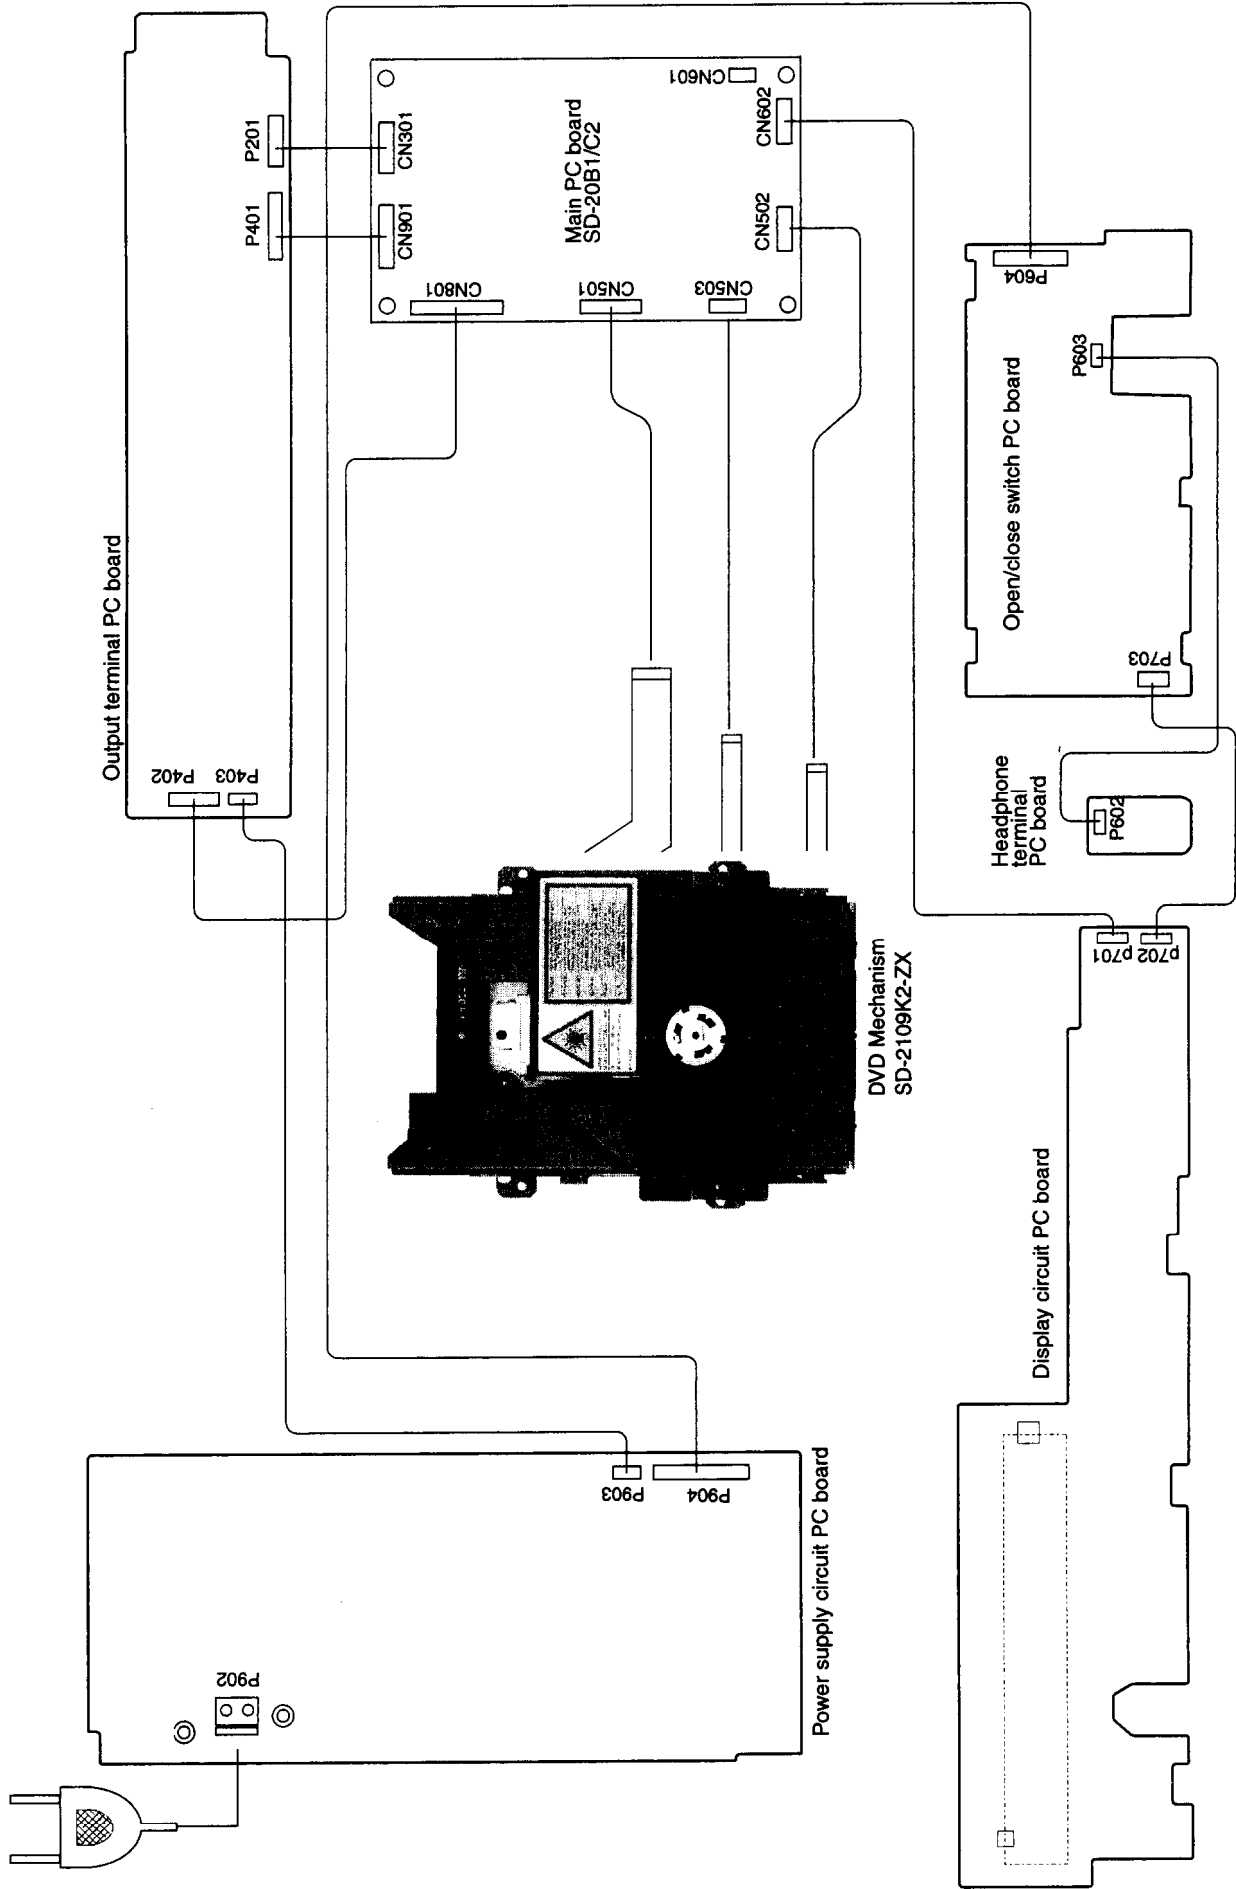 Output terminal PC board
P402
P403
P401
P201
CN901
CN301
CN801
CN501
CN503
CN601
CN602
CN502
Main PC board
SD-20B1/C2
DVD Mechanism
SD-2109K2-ZX
Power supply circuit PC board
P902
P903
P904
Open/close switch PC board
P604
P603
P703
Headphone
terminal
PC board
P602
Display circuit PC board
p701
p702